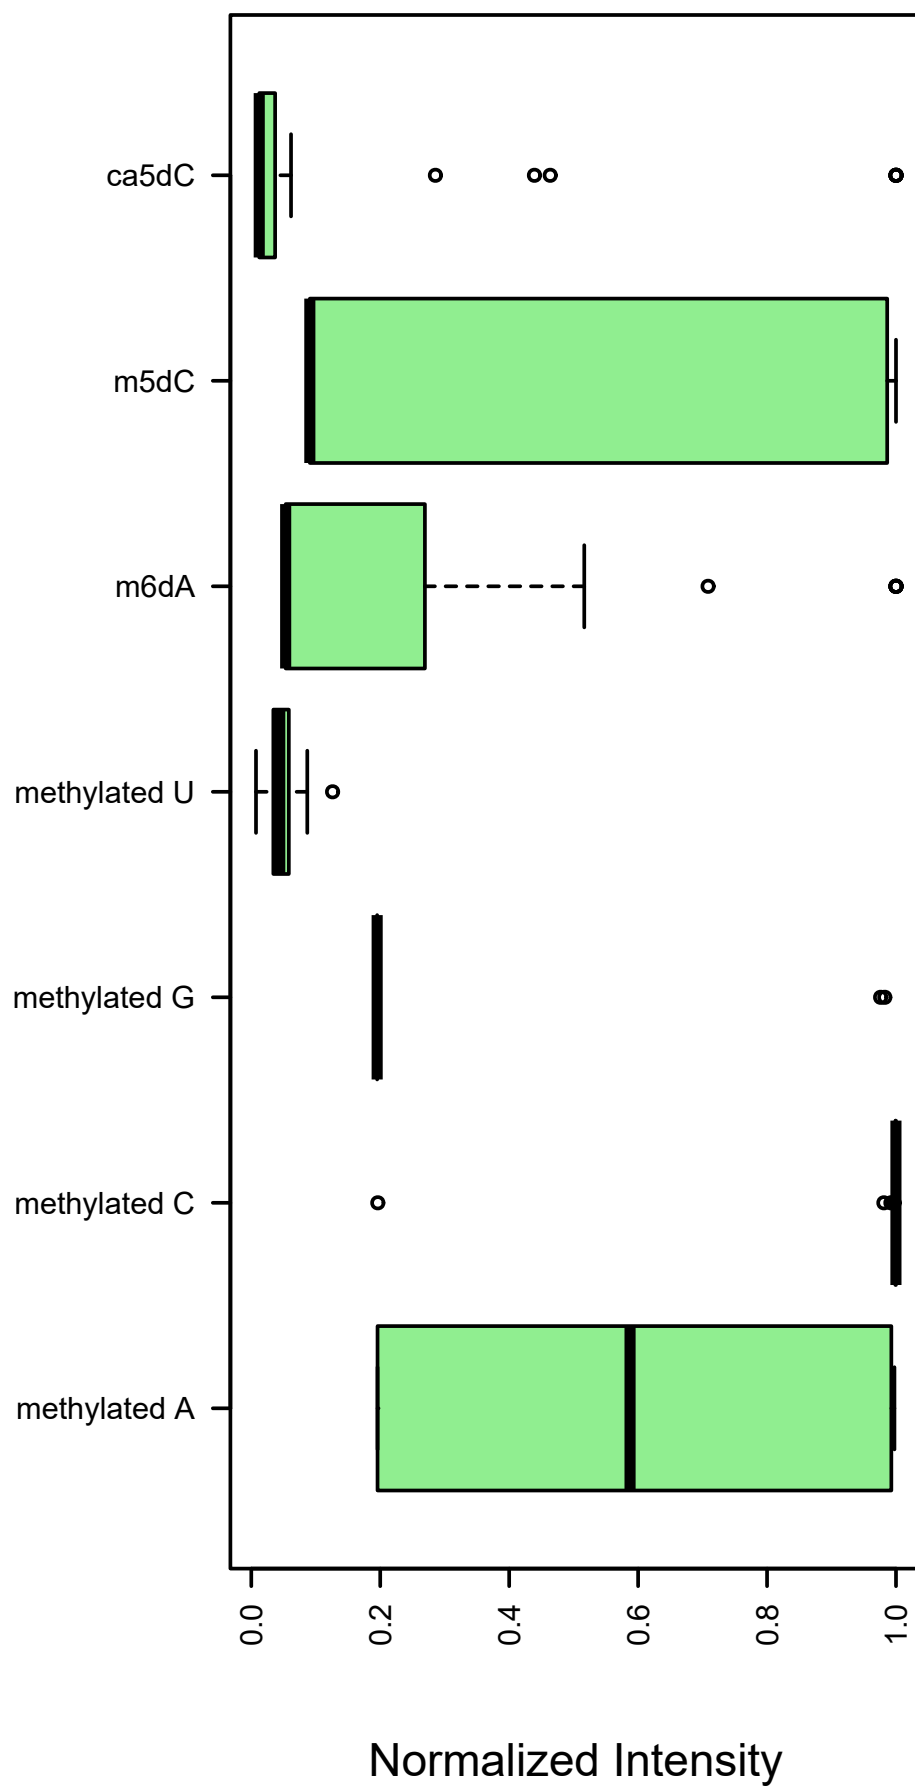 ca5dC
m5dC
m6dA
methylated U
methylated G
methylated C
methylated A
0.0
0.2
0.4
0.6
0.8
1.0
Normalized Intensity